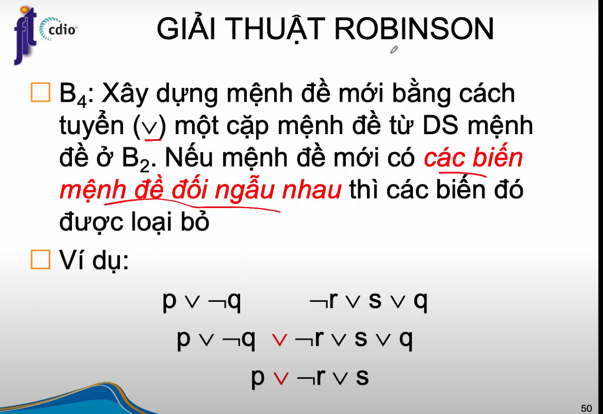 fit
cdio
GIẢI THUẬT ROBINSON
B4: Xây dựng mệnh đề mới bằng cách
tuyển (∨) một cặp mệnh đề từ DS mệnh
đề ở B2. Nếu mệnh đề mới có các biến
mệnh đề đối ngẫu nhau thì các biến đó
được loại bỏ
Ví dụ:
p ∨ ¬q ¬r ∨ s ∨ q
p ∨ ¬q ∨ ¬r ∨ s ∨ q
p ∨ ¬r ∨ s
50